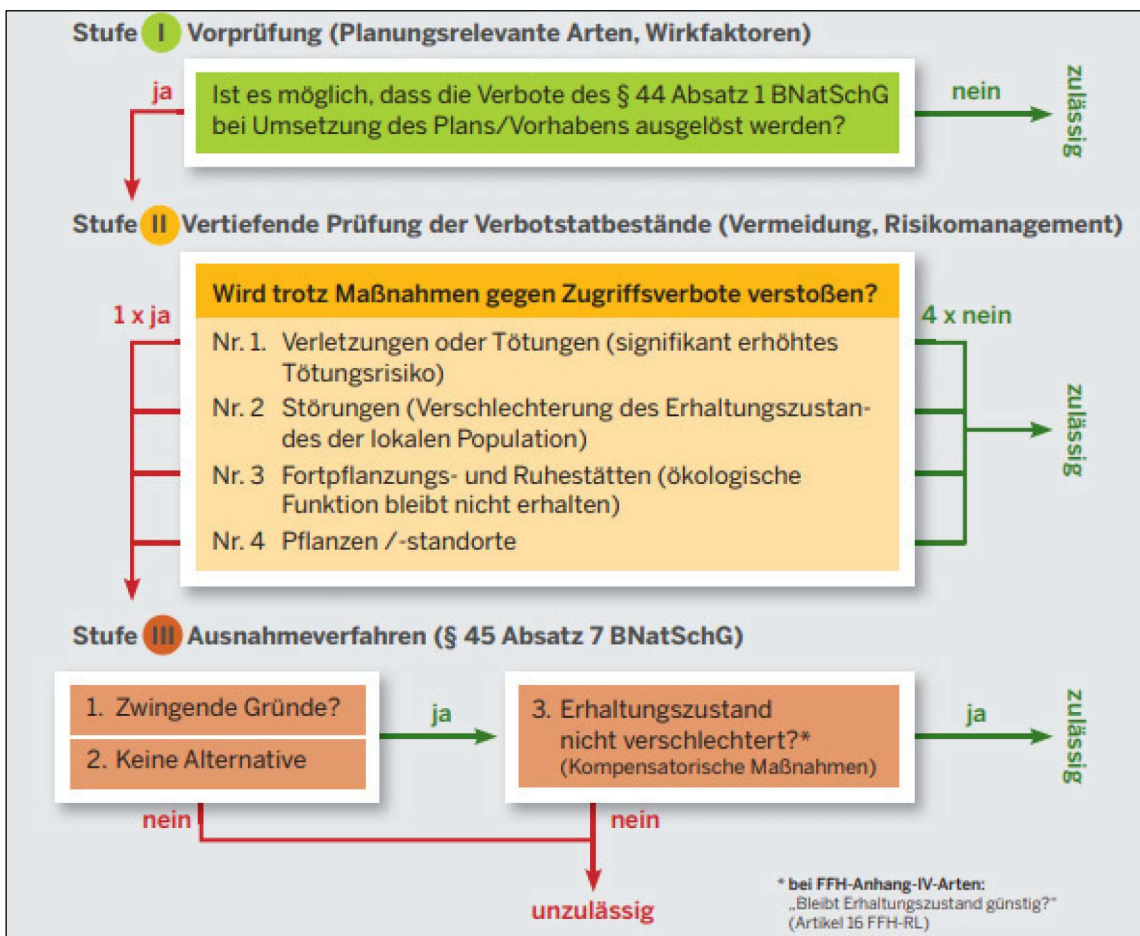 Stufe I Vorprüfung (Planungsrelevante Arten, Wirkfaktoren)
ja
Ist es möglich, dass die Verbote des § 44 Absatz 1 BNatSchG
bei Umsetzung des Plans/Vorhabens ausgelöst werden?
nein
zulässig
Stufe II Vertiefende Prüfung der Verbotstatbestände (Vermeidung, Risikomanagement)
Wird trotz Maßnahmen gegen Zugriffsverbote verstoßen?
1 x ja
4 x nein
Nr. 1. Verletzungen oder Tötungen (signifikant erhöhtes
Tötungsrisiko)
Nr. 2 Störungen (Verschlechterung des Erhaltungszustan-
des der lokalen Population)
Nr. 3 Fortpflanzungs- und Ruhestätten (ökologische
Funktion bleibt nicht erhalten)
Nr. 4 Pflanzen /-standorte
zulässig
Stufe III Ausnahmeverfahren (§ 45 Absatz 7 BNatSchG)
1. Zwingende Gründe?
2. Keine Alternative
ja
3. Erhaltungszustand
nicht verschlechtert?*
(Kompensatorische Maßnahmen)
ja
zulässig
nein
nein
unzulässig
* bei FFH-Anhang-IV-Arten:
„Bleibt Erhaltungszustand günstig?"
(Artikel 16 FFH-RL)